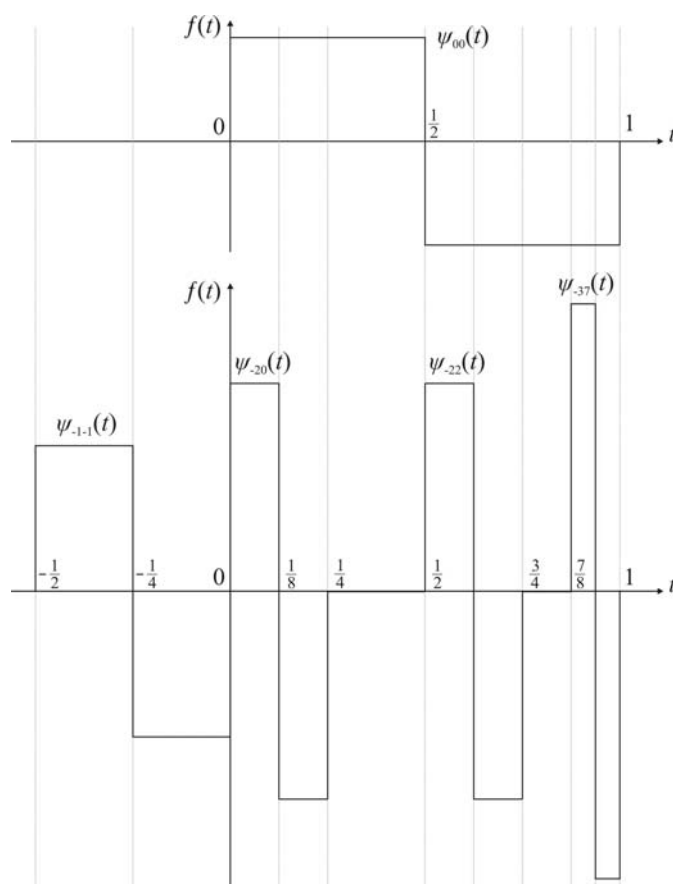 f(t)
ψ₀₀(t)
0
1/2
1
t
f(t)
ψ₋₃₇(t)
ψ₋₂₀(t)
ψ₋₂₂(t)
ψ₋₁₋₁(t)
-1/2
-1/4
0
1/8
1/4
1/2
3/4
7/8
1
t